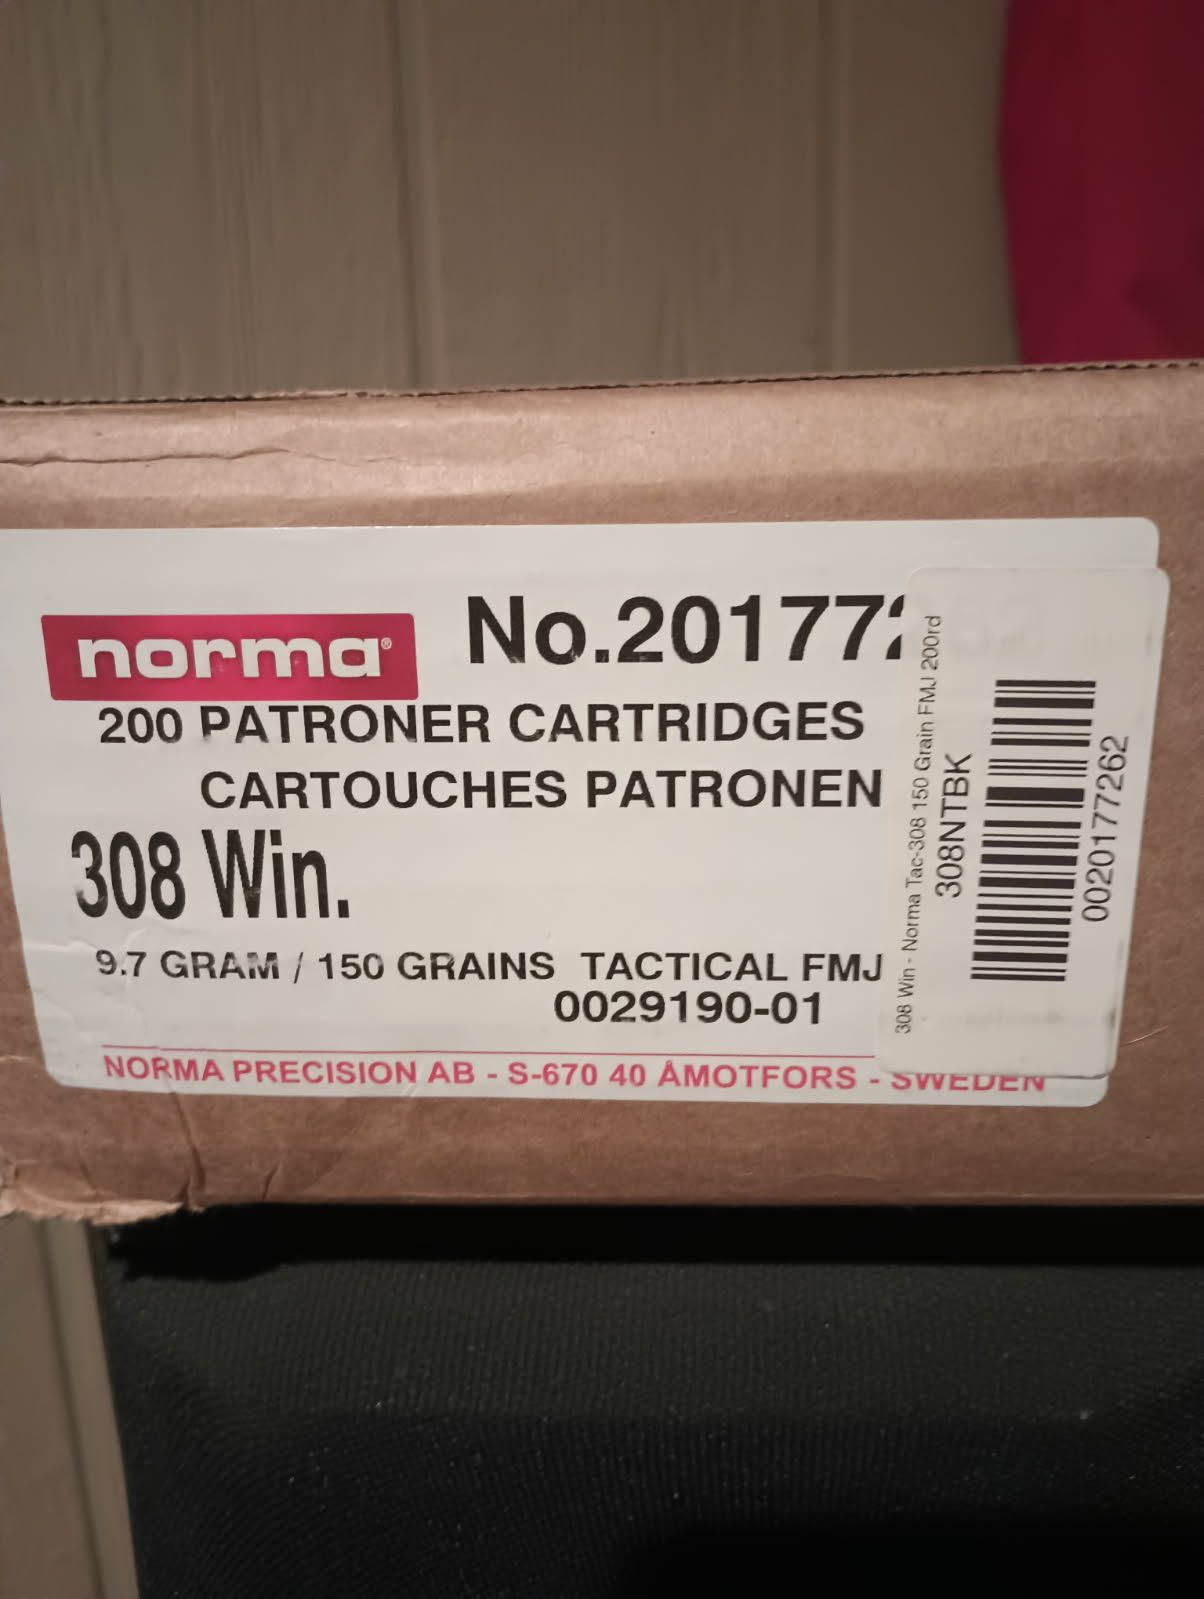 norma®
No.201772
200 PATRONER CARTRIDGES
CARTOUCHES PATRONEN
308 Win.
9.7 GRAM / 150 GRAINS TACTICAL FMJ
0029190-01
NORMA PRECISION AB - S-670 40 ÅMOTFORS - SWEDEN
308 Win - Norma Tac-308 150 Grain FMJ 200rd
308NTBK
0020177262